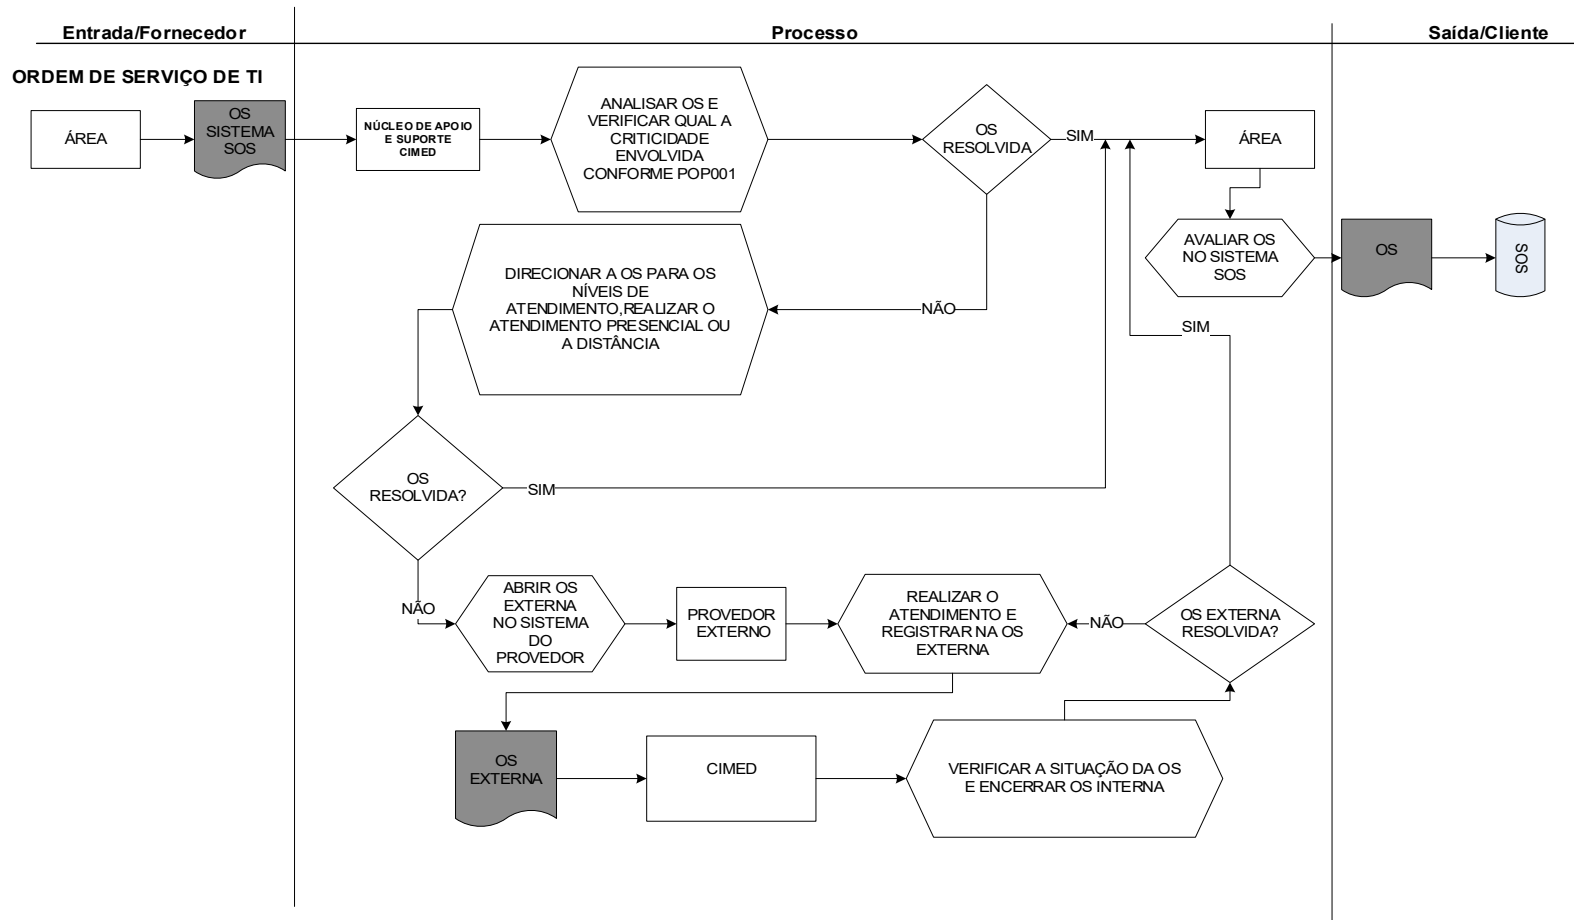 Entrada/Fornecedor
Processo
Saída/Cliente
ORDEM DE SERVIÇO DE TI
ÁREA
OS
SISTEMA
SOS
NÚCLEO DE APOIO
E SUPORTE
CIMED
ANALISAR OS E
VERIFICAR QUAL A
CRITICIDADE
ENVOLVIDA
CONFORME POP001
OS
RESOLVIDA
SIM
ÁREA
AVALIAR OS
NO SISTEMA
SOS
OS
SOS
NÃO
DIRECIONAR A OS PARA OS
NÍVEIS DE
ATENDIMENTO,REALIZAR O
ATENDIMENTO PRESENCIAL OU
A DISTÂNCIA
SIM
OS
RESOLVIDA?
SIM
NÃO
ABRIR OS
EXTERNA
NO SISTEMA
DO
PROVEDOR
PROVEDOR
EXTERNO
REALIZAR O
ATENDIMENTO E
REGISTRAR NA OS
EXTERNA
NÃO
OS EXTERNA
RESOLVIDA?
OS
EXTERNA
CIMED
VERIFICAR A SITUAÇÃO DA OS
E ENCERRAR OS INTERNA